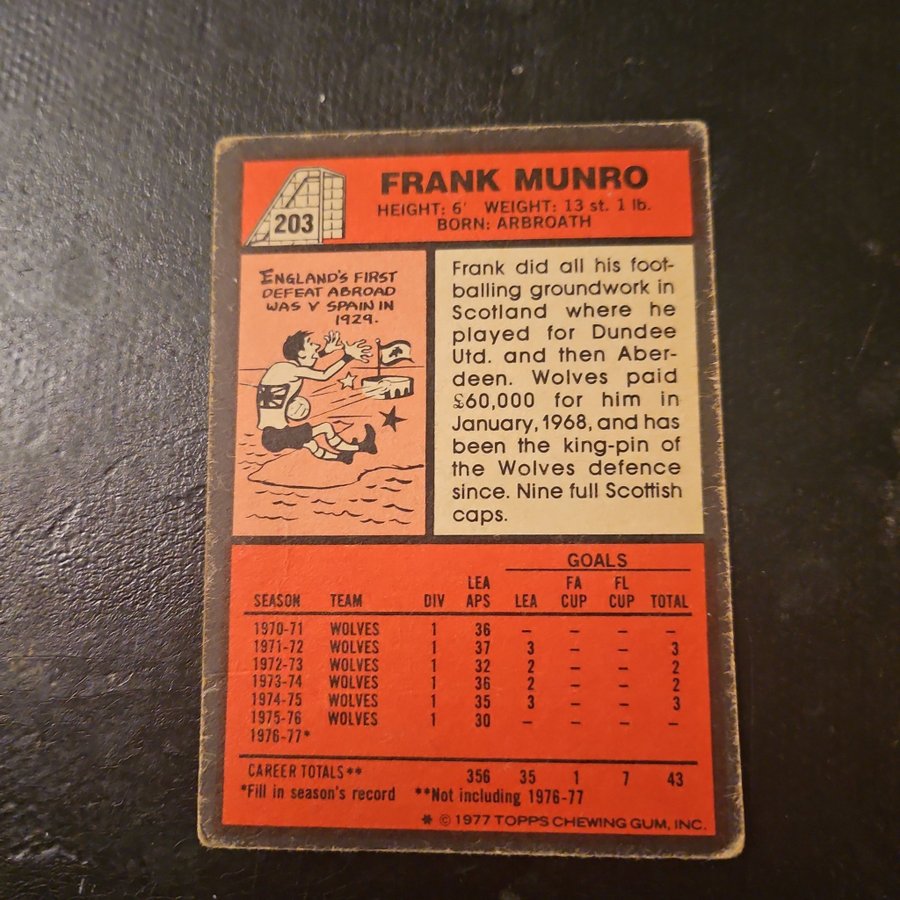 203
FRANK MUNRO
HEIGHT: 6' WEIGHT: 13 st. 1 lb.
BORN: ARBROATH
ENGLAND'S FIRST
DEFEAT ABROAD
WAS V SPAIN IN
1929.
Frank did all his foot-
balling groundwork in
Scotland where he
played for Dundee
Utd. and then Aber-
deen. Wolves paid
£60,000 for him in
January, 1968, and has
been the king-pin of
the Wolves defence
since. Nine full Scottish
caps.
GOALS
LEA FA FL
SEASON TEAM DIV APS LEA CUP CUP TOTAL
1970-71 WOLVES 1 36 – – – –
1971-72 WOLVES 1 37 3 – – 3
1972-73 WOLVES 1 32 2 – – 2
1973-74 WOLVES 1 36 2 – – 2
1974-75 WOLVES 1 35 3 – – 3
1975-76 WOLVES 1 30 – – – –
1976-77*
CAREER TOTALS** 356 35 1 7 43
*Fill in season's record **Not including 1976-77
* © 1977 TOPPS CHEWING GUM, INC.